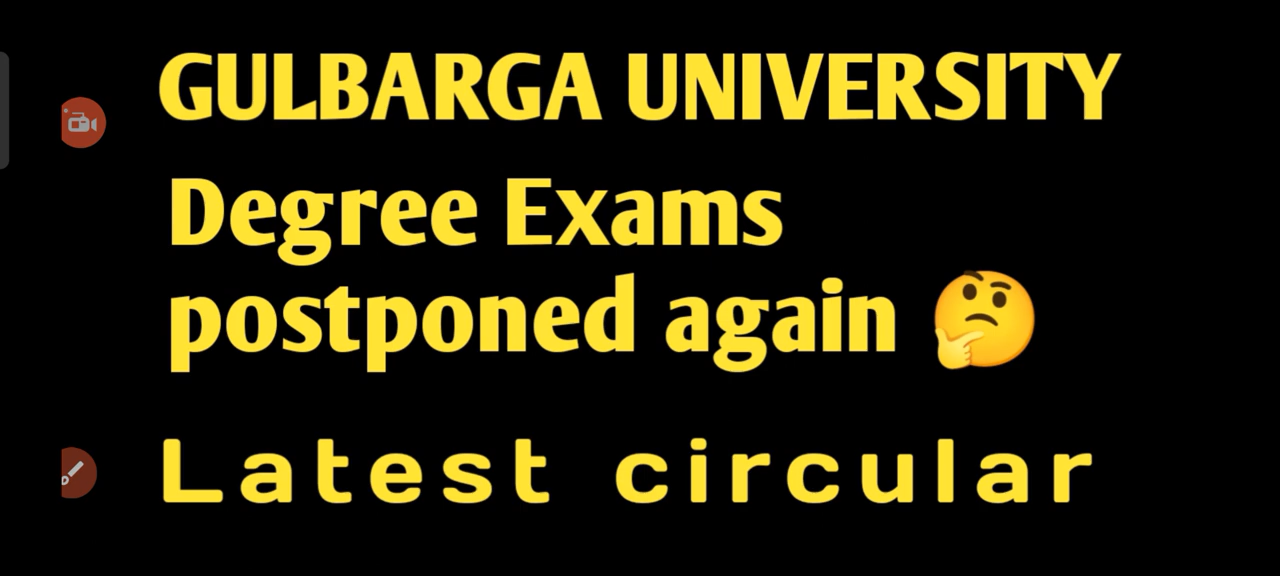 GULBARGA UNIVERSITY
Degree Exams
postponed again 🤔
Latest circular